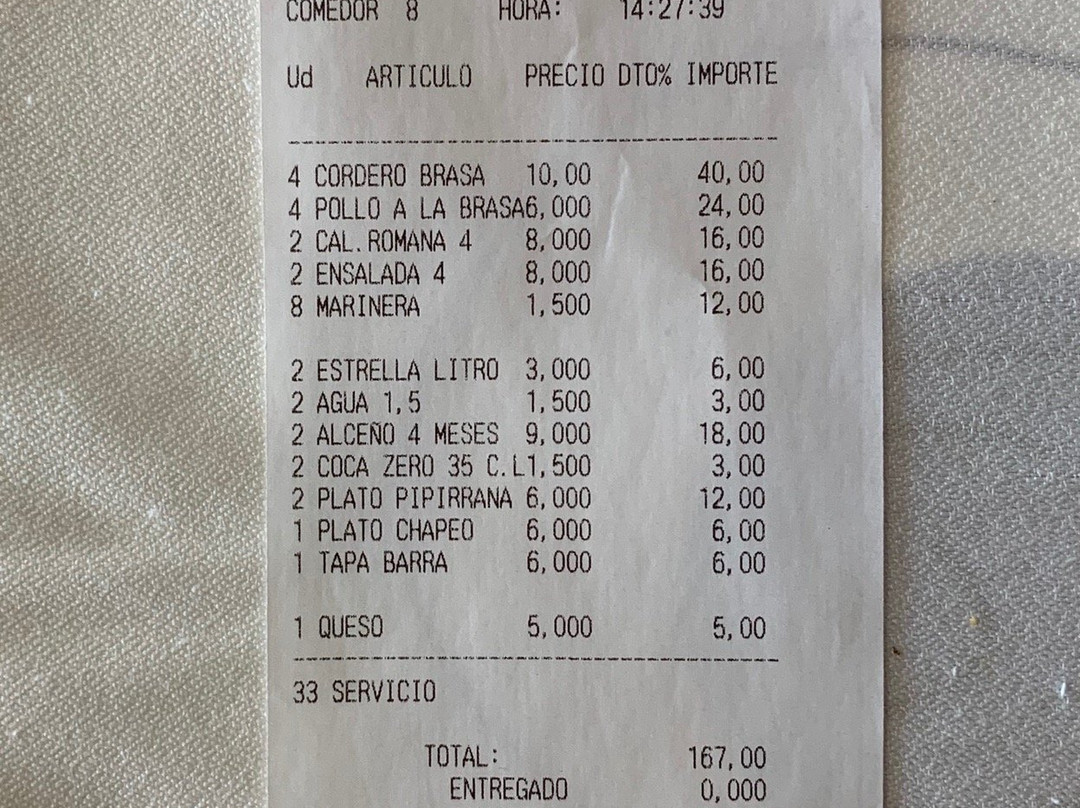 COMEDOR 8 HORA: 14:27:39
Ud ARTICULO PRECIO DTO% IMPORTE
4 CORDERO BRASA 10,00 40,00
4 POLLO A LA BRASA6,000 24,00
2 CAL.ROMANA 4 8,000 16,00
2 ENSALADA 4 8,000 16,00
8 MARINERA 1,500 12,00
2 ESTRELLA LITRO 3,000 6,00
2 AGUA 1,5 1,500 3,00
2 ALCEÑO 4 MESES 9,000 18,00
2 COCA ZERO 35 C.L1,500 3,00
2 PLATO PIPIRRANA 6,000 12,00
1 PLATO CHAPEO 6,000 6,00
1 TAPA BARRA 6,000 6,00
1 QUESO 5,000 5,00
33 SERVICIO
TOTAL: 167,00
ENTREGADO 0,000